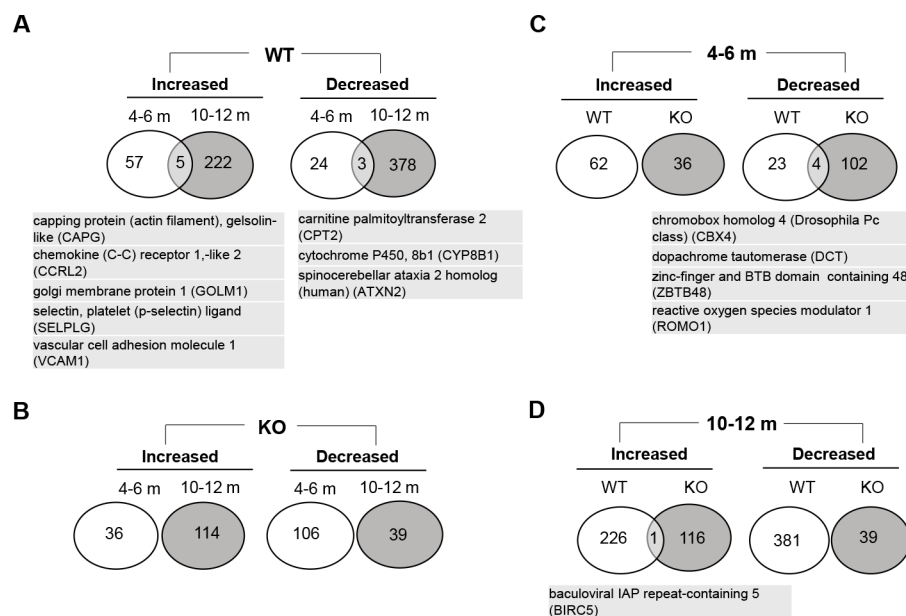 A
WT
Increased
Decreased
4-6 m
10-12 m
4-6 m
10-12 m
57
5
222
24
3
378
capping protein (actin filament), gelsolin-
like (CAPG)
chemokine (C-C) receptor 1,-like 2
(CCRL2)
golgi membrane protein 1 (GOLM1)
selectin, platelet (p-selectin) ligand
(SELPLG)
vascular cell adhesion molecule 1
(VCAM1)
carnitine palmitoyltransferase 2
(CPT2)
cytochrome P450, 8b1 (CYP8B1)
spinocerebellar ataxia 2 homolog
(human) (ATXN2)
B
KO
Increased
Decreased
4-6 m
10-12 m
4-6 m
10-12 m
36
114
106
39
C
4-6 m
Increased
Decreased
WT
KO
WT
KO
62
36
23
4
102
chromobox homolog 4 (Drosophila Pc
class) (CBX4)
dopachrome tautomerase (DCT)
zinc-finger and BTB domain containing 48
(ZBTB48)
reactive oxygen species modulator 1
(ROMO1)
D
10-12 m
Increased
Decreased
WT
KO
WT
KO
226
1
116
381
39
baculoviral IAP repeat-containing 5
(BIRC5)